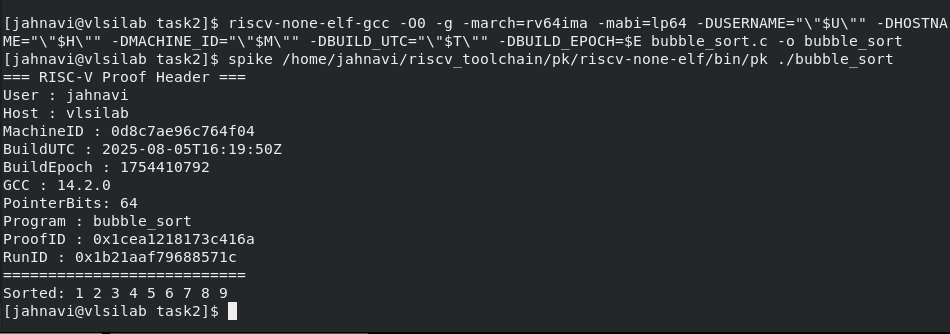 [jahnavi@vlsilab task2]$ riscv-none-elf-gcc -O0 -g -march=rv64ima -mabi=lp64 -DUSERNAME="\"$U\"" -DHOSTNA
ME="\"$H\"" -DMACHINE_ID="\"$M\"" -DBUILD_UTC="\"$T\"" -DBUILD_EPOCH=$E bubble_sort.c -o bubble_sort
[jahnavi@vlsilab task2]$ spike /home/jahnavi/riscv_toolchain/pk/riscv-none-elf/bin/pk ./bubble_sort
=== RISC-V Proof Header ===
User : jahnavi
Host : vlsilab
MachineID : 0d8c7ae96c764f04
BuildUTC : 2025-08-05T16:19:50Z
BuildEpoch : 1754410792
GCC : 14.2.0
PointerBits: 64
Program : bubble_sort
ProofID : 0x1cea1218173c416a
RunID : 0x1b21aaf79688571c
===========================
Sorted: 1 2 3 4 5 6 7 8 9
[jahnavi@vlsilab task2]$